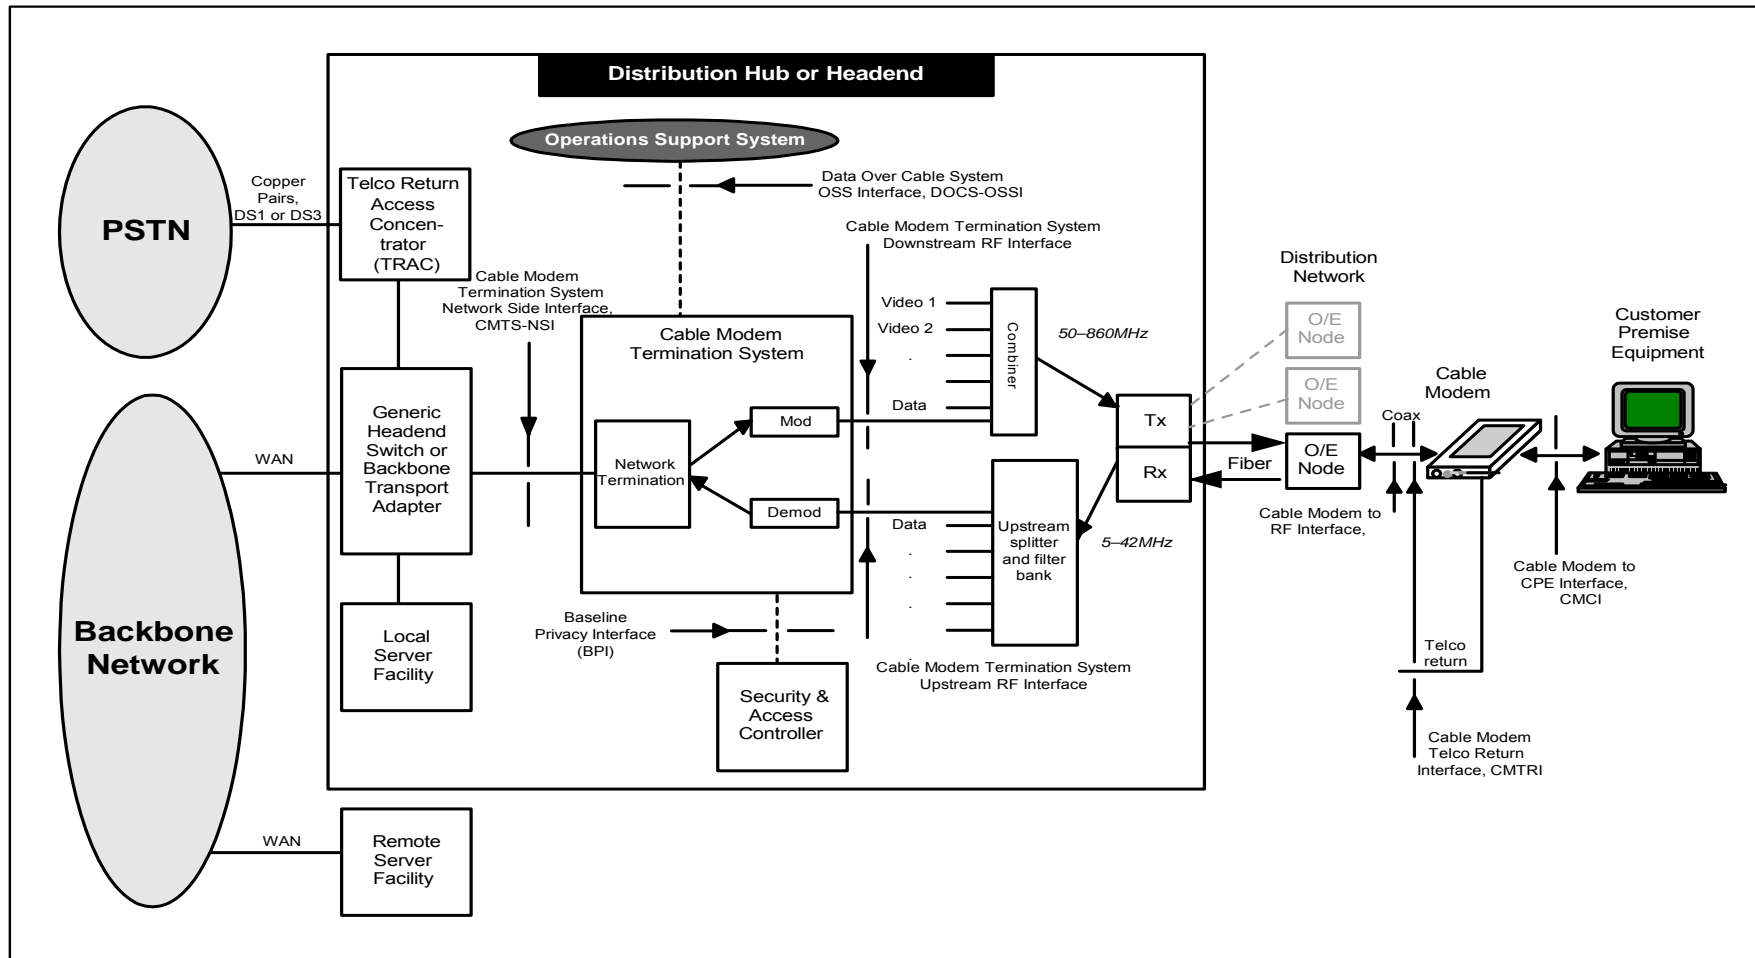 Distribution Hub or Headend
Operations Support System
PSTN
Copper
Pairs,
DS1 or DS3
Telco Return
Access
Concen-
trator
(TRAC)
Data Over Cable System
OSS Interface, DOCS-OSSI
Cable Modem Termination System
Downstream RF Interface
Cable Modem
Termination System
Network Side Interface,
CMTS-NSI
Cable Modem
Termination System
Video 1
Video 2
.
.
Data
Combiner
50–860MHz
Distribution
Network
O/E
Node
O/E
Node
O/E
Node
Customer
Premise
Equipment
Cable
Modem
Coax
Generic
Headend
Switch or
Backbone
Transport
Adapter
WAN
Network
Termination
Mod
Demod
Tx
Rx
Fiber
Data
.
.
.
.
Upstream
splitter
and filter
bank
5–42MHz
Cable Modem to
RF Interface,
Cable Modem to
CPE Interface,
CMCI
Backbone
Network
Local
Server
Facility
Baseline
Privacy Interface
(BPI)
Cable Modem Termination System
Upstream RF Interface
Security &
Access
Controller
Telco
return
Cable Modem
Telco Return
Interface, CMTRI
WAN
Remote
Server
Facility